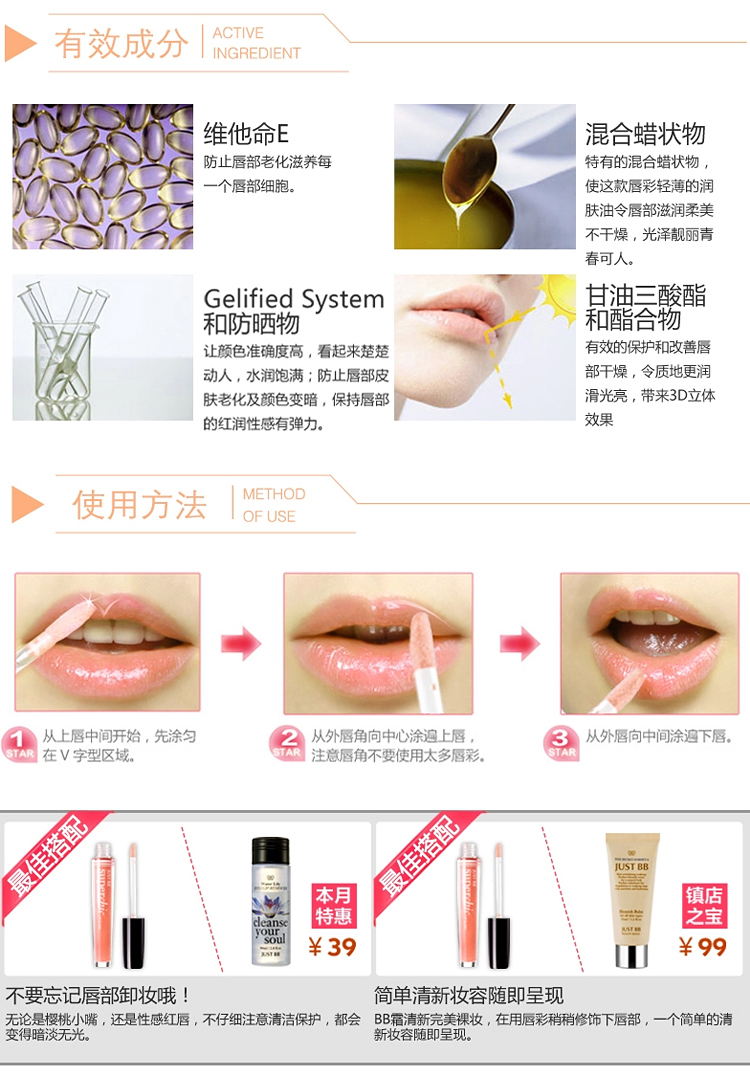 有效成分
ACTIVE
INGREDIENT
维他命E
防止唇部老化滋养每
一个唇部细胞。
混合蜡状物
特有的混合蜡状物，
使这款唇彩轻薄的润
肤油令唇部滋润柔美
不干燥，光泽靓丽青
春可人。
Gelified System
和防晒物
让颜色准确度高，看起来楚楚
动人，水润饱满；防止唇部皮
肤老化及颜色变暗，保持唇部
的红润性感有弹力。
甘油三酸酯
和酯合物
有效的保护和改善唇
部干燥，令质地更润
滑光亮，带来3D立体
效果
使用方法
METHOD
OF USE
1
STAR
从上唇中间开始，先涂匀
在 V 字型区域。
2
STAR
从外唇角向中心涂遍上唇，
注意唇角不要使用太多唇彩。
3
STAR
从外唇向中间涂遍下唇。
最佳搭配
cleanse
your
soul
JUST BB
本月
特惠
¥ 39
不要忘记唇部卸妆哦！
无论是樱桃小嘴，还是性感红唇，不仔细注意清洁保护，都会
变得暗淡无光。
最佳搭配
JUST BB
JUST BB
镇店
之宝
¥ 99
简单清新妆容随即呈现
BB霜清新完美裸妆，在用唇彩稍稍修饰下唇部，一个简单的清
新妆容随即呈现。